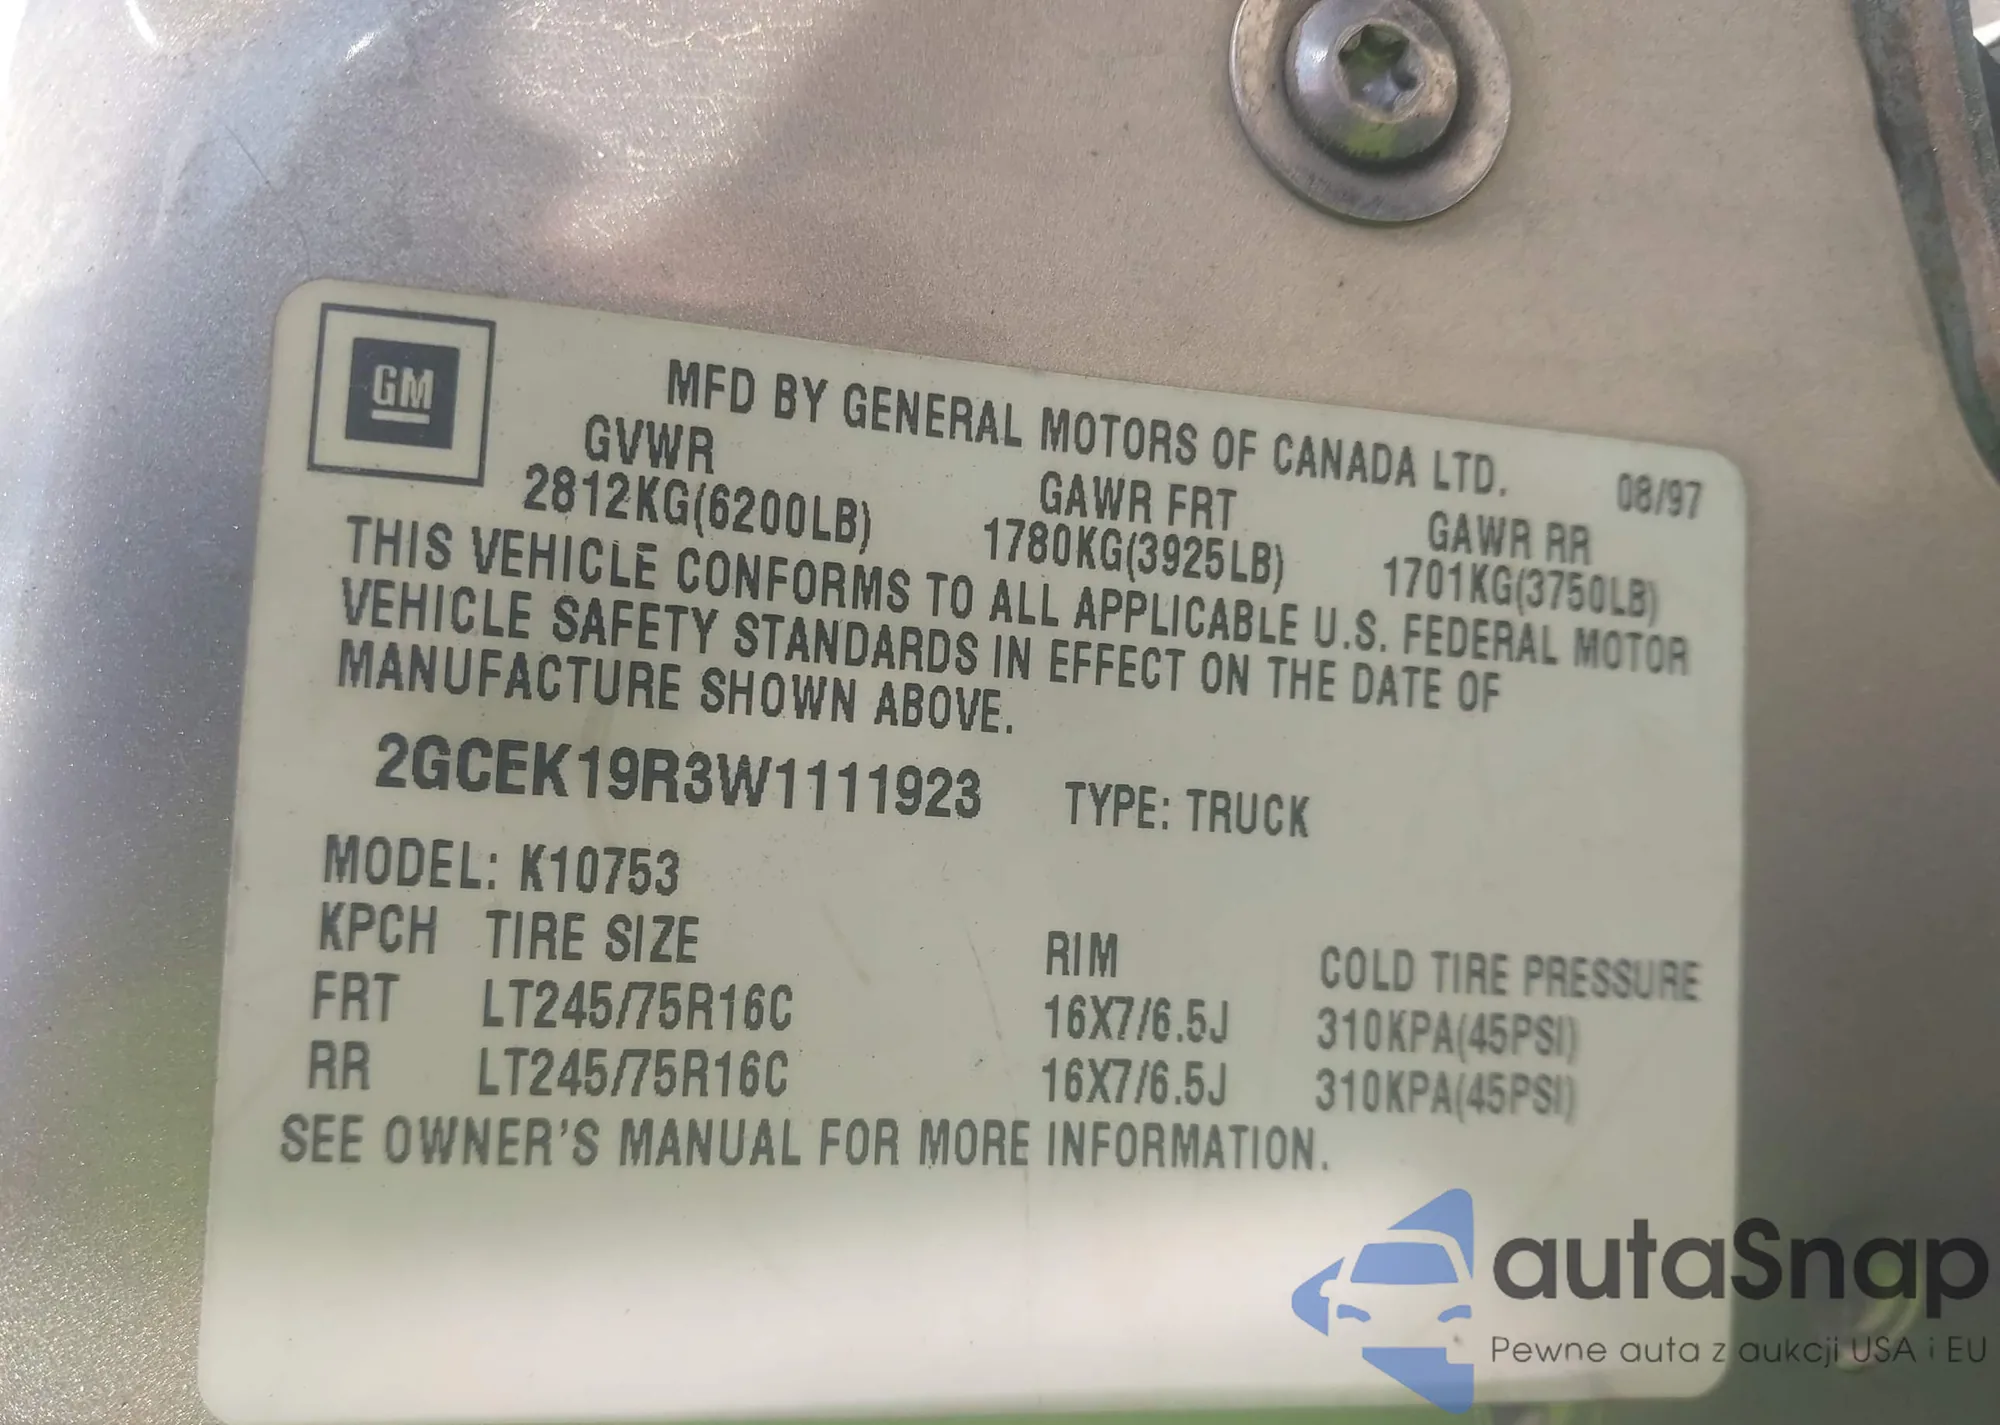 GM
MFD BY GENERAL MOTORS OF CANADA LTD. 08/97
GVWR GAWR FRT GAWR RR
2812KG(6200LB) 1780KG(3925LB) 1701KG(3750LB)
THIS VEHICLE CONFORMS TO ALL APPLICABLE U.S. FEDERAL MOTOR
VEHICLE SAFETY STANDARDS IN EFFECT ON THE DATE OF
MANUFACTURE SHOWN ABOVE.
2GCEK19R3W1111923 TYPE: TRUCK
MODEL: K10753
KPCH TIRE SIZE RIM COLD TIRE PRESSURE
FRT LT245/75R16C 16X7/6.5J 310KPA(45PSI)
RR LT245/75R16C 16X7/6.5J 310KPA(45PSI)
SEE OWNER'S MANUAL FOR MORE INFORMATION.
autaSnap
Pewne auta z aukcji USA i EU